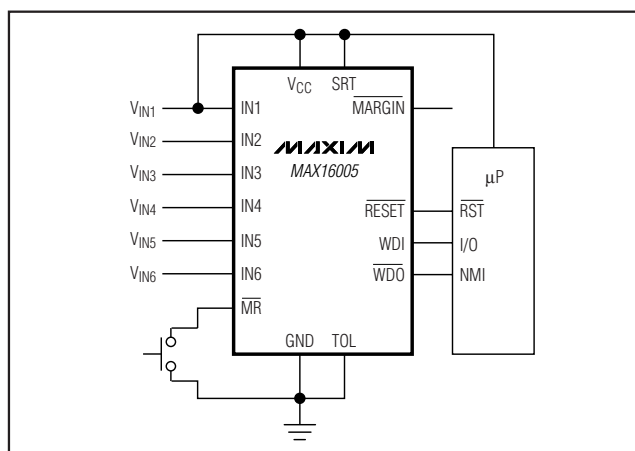 VCC
SRT
VIN1
IN1
MARGIN
VIN2
IN2
MAXIM
MAX16005
VIN3
IN3
µP
VIN4
IN4
RESET
RST
VIN5
IN5
WDI
I/O
VIN6
IN6
WDO
NMI
MR
GND
TOL